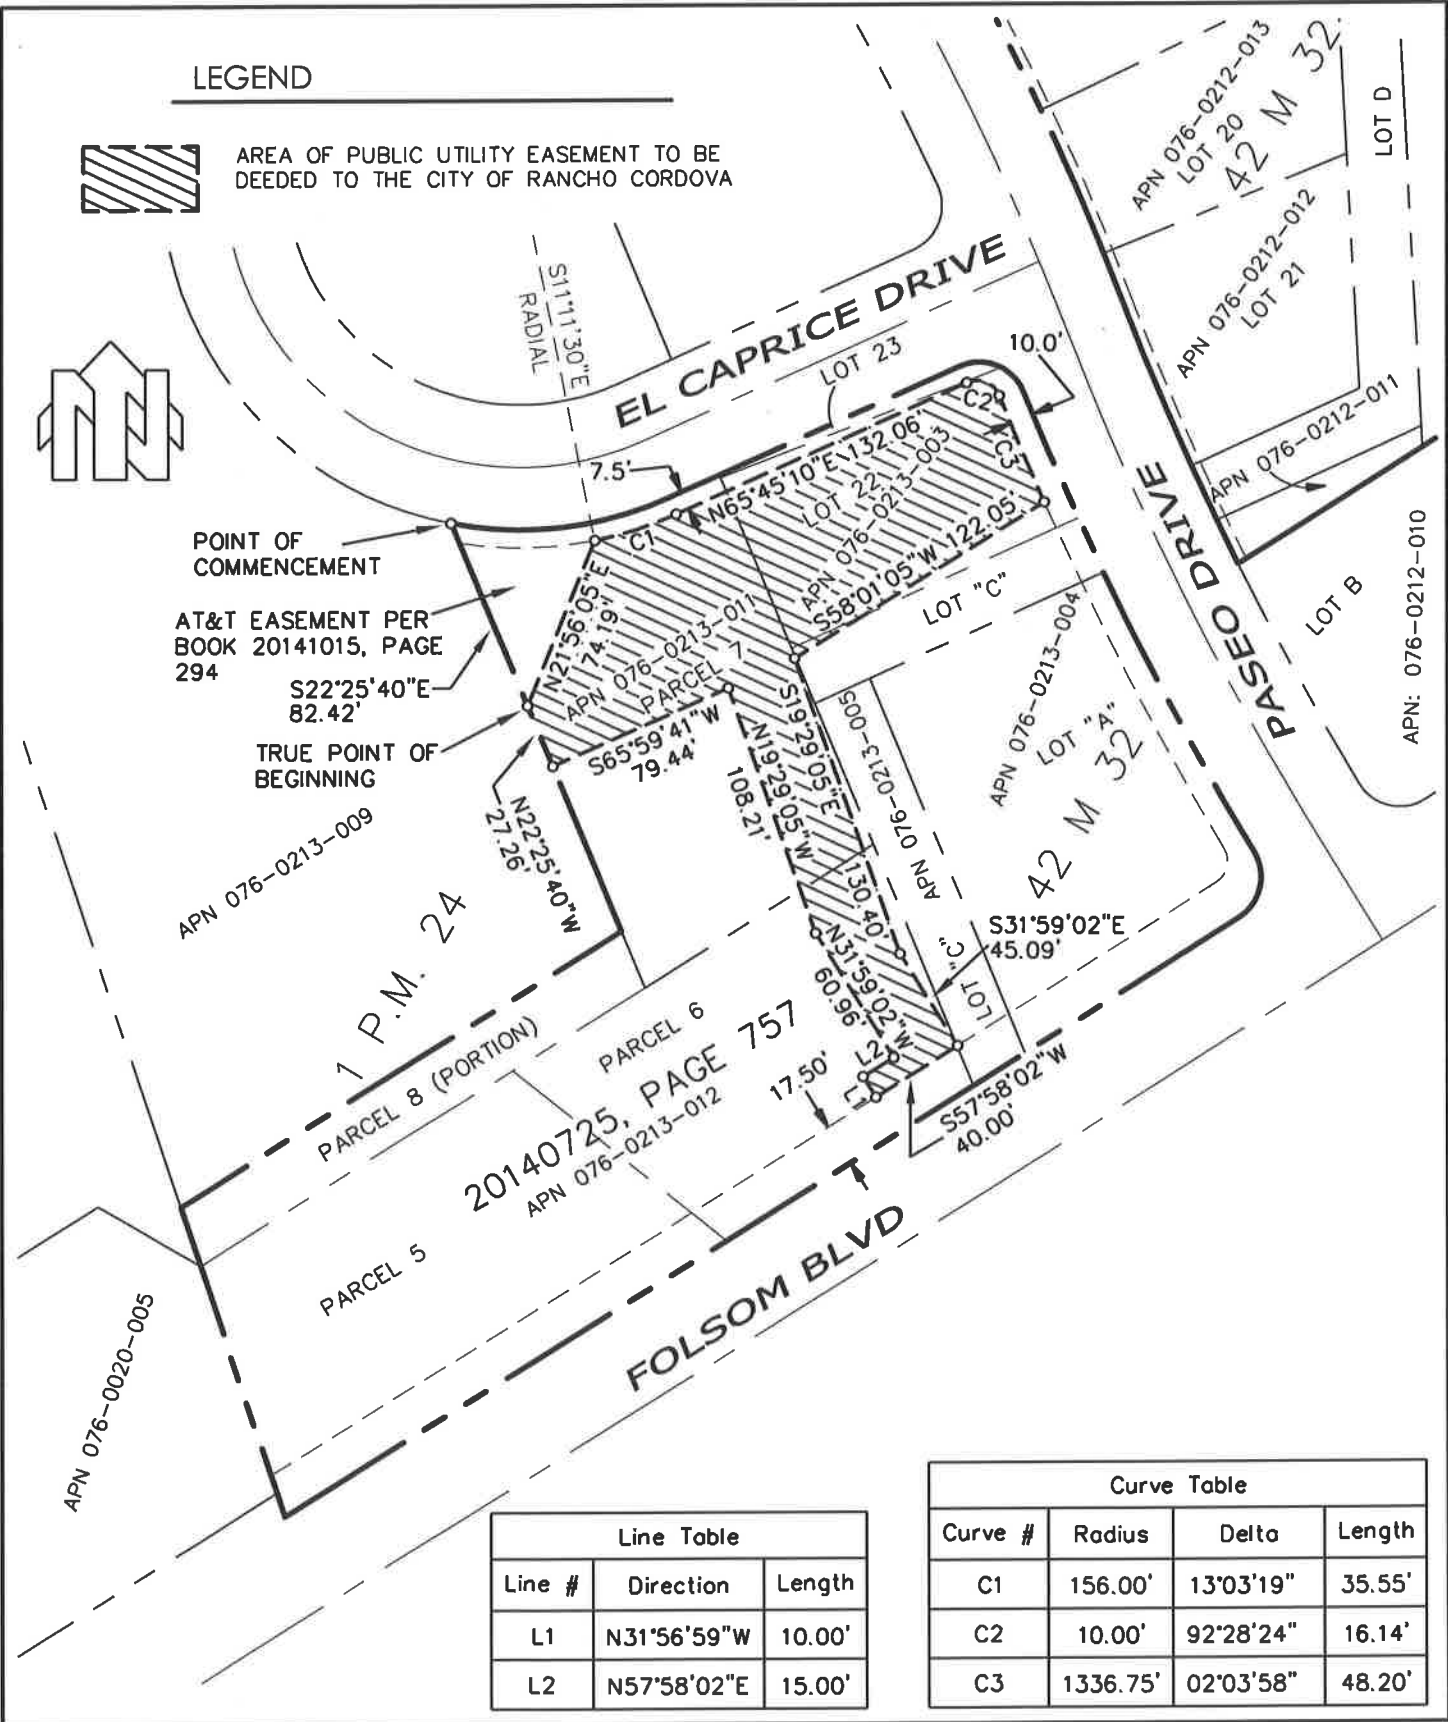 LEGEND
AREA OF PUBLIC UTILITY EASEMENT TO BE
DEEDED TO THE CITY OF RANCHO CORDOVA
S11°11'30"E
RADIAL
EL CAPRICE DRIVE
LOT 23
10.0'
7.5'
APN 076-0212-013
LOT 20
42 M 32.
LOT D
APN 076-0212-012
LOT 21
APN 076-0212-011
PASEO DRIVE
LOT B
APN: 076-0212-010
POINT OF
COMMENCEMENT
AT&T EASEMENT PER
BOOK 20141015, PAGE
294
S22°25'40"E
82.42'
TRUE POINT OF
BEGINNING
C1
N65°45'10"E 132.06'
C2
C3
LOT 22
APN 076-0213-003
S58°01'05"W 122.05'
N21°56'05"E
74.19'
APN 076-0213-011
PARCEL 7
S65°59'41"W
79.44'
N22°25'40"W
27.26'
N19°29'05"W
108.21'
S19°29'05"E 130.40'
APN 076-0213-005
LOT "C"
APN 076-0213-004
LOT "A"
42 M 32
S31°59'02"E
45.09'
LOT "C"
N31°59'02"W
60.96'
L2
L1
17.50'
S57°58'02"W
40.00'
APN 076-0213-009
1 P.M. 24
PARCEL 8 (PORTION)
PARCEL 6
20140725, PAGE 757
APN 076-0213-012
PARCEL 5
FOLSOM BLVD
APN 076-0020-005
Line Table
Line # Direction Length
L1 N31°56'59"W 10.00'
L2 N57°58'02"E 15.00'
Curve Table
Curve # Radius Delta Length
C1 156.00' 13°03'19" 35.55'
C2 10.00' 92°28'24" 16.14'
C3 1336.75' 02°03'58" 48.20'